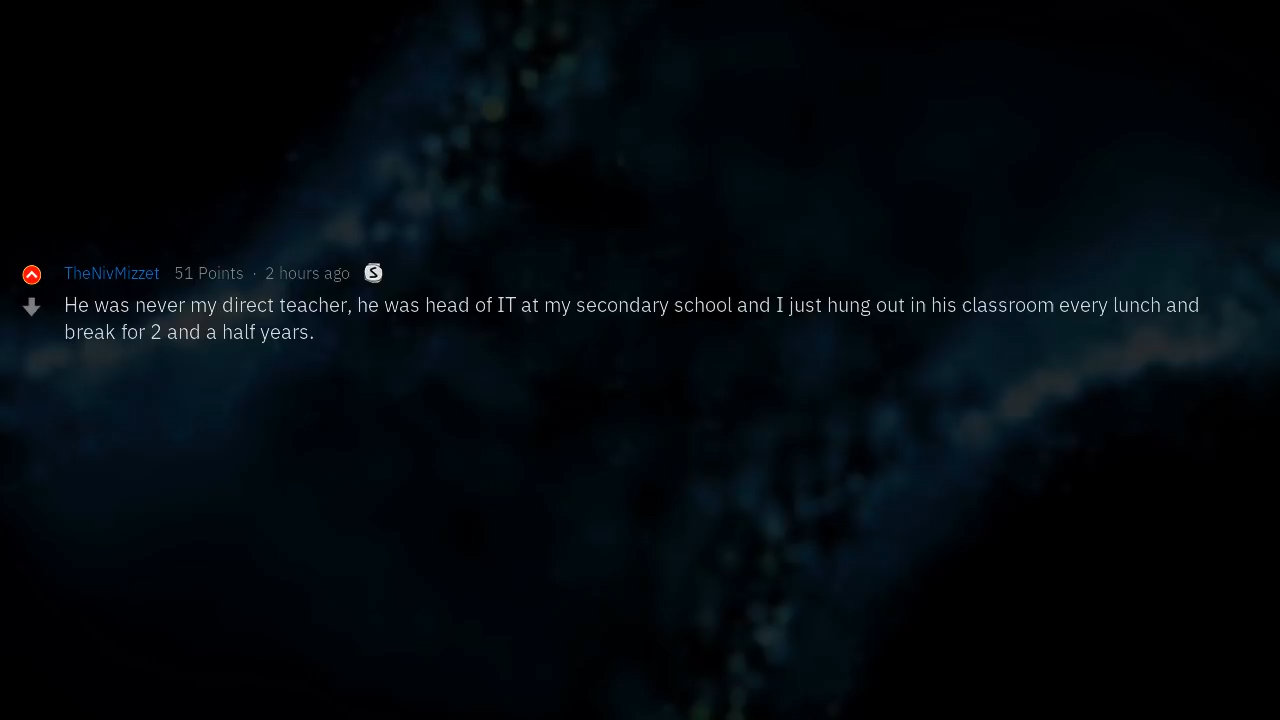 TheNivMizzet 51 Points · 2 hours ago
He was never my direct teacher, he was head of IT at my secondary school and I just hung out in his classroom every lunch and
break for 2 and a half years.